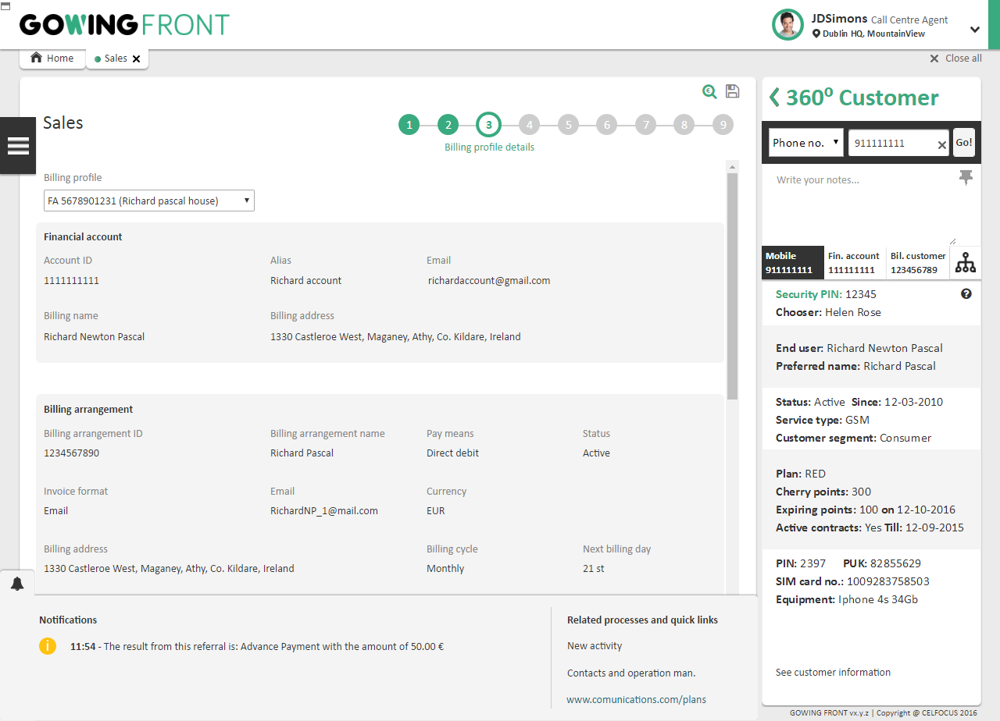 GOWING FRONT
JDSimons Call Centre Agent
Dublin HQ, MountainView
Home
Sales
Close all
Sales
1 2 3 4 5 6 7 8 9
Billing profile details
Billing profile
FA 5678901231 (Richard pascal house)
Financial account
Account ID Alias Email
1111111111 Richard account richardaccount@gmail.com
Billing name Billing address
Richard Newton Pascal 1330 Castleroe West, Maganey, Athy, Co. Kildare, Ireland
Billing arrangement
Billing arrangement ID Billing arrangement name Pay means Status
1234567890 Richard Pascal Direct debit Active
Invoice format Email Currency
Email RichardNP_1@mail.com EUR
Billing address Billing cycle Next billing day
1330 Castleroe West, Maganey, Athy, Co. Kildare, Ireland Monthly 21 st
Notifications
11:54 - The result from this referral is: Advance Payment with the amount of 50.00 €
Related processes and quick links
New activity
Contacts and operation man.
www.comunications.com/plans
360º Customer
Phone no. 911111111 Go!
Write your notes...
Mobile Fin. account Bil. customer
911111111 111111111 123456789
Security PIN: 12345
Chooser: Helen Rose
End user: Richard Newton Pascal
Preferred name: Richard Pascal
Status: Active Since: 12-03-2010
Service type: GSM
Customer segment: Consumer
Plan: RED
Cherry points: 300
Expiring points: 100 on 12-10-2016
Active contracts: Yes Till: 12-09-2015
PIN: 2397 PUK: 82855629
SIM card no.: 1009283758503
Equipment: Iphone 4s 34Gb
See customer information
GOWING FRONT vx.y.z | Copyright @ CELFOCUS 2016